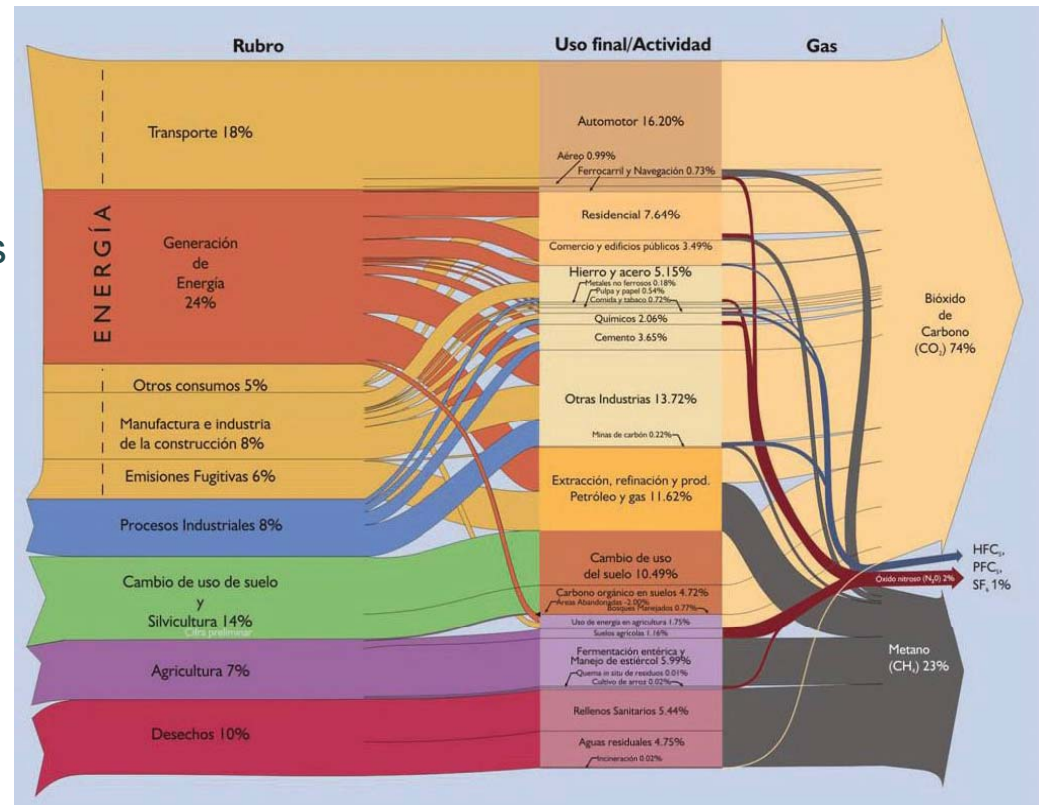 s
Rubro
Uso final/Actividad
Gas
ENERGÍA
Transporte 18%
Generación
de
Energía
24%
Otros consumos 5%
Manufactura e industria
de la construcción 8%
Emisiones Fugitivas 6%
Procesos Industriales 8%
Cambio de uso de suelo
y
Silvicultura 14%
Cifra preliminar
Agricultura 7%
Desechos 10%
Automotor 16.20%
Aéreo 0.99%
Ferrocarril y Navegación 0.73%
Residencial 7.64%
Comercio y edificios públicos 3.49%
Hierro y acero 5.15%
Metales no ferrosos 0.18%
Pulpa y papel 0.54%
Comida y tabaco 0.72%
Químicos 2.06%
Cemento 3.65%
Otras Industrias 13.72%
Minas de carbón 0.22%
Extracción, refinación y prod.
Petróleo y gas 11.62%
Cambio de uso
del suelo 10.49%
Carbono orgánico en suelos 4.72%
Áreas Abandonadas -2.00%
Bosques Manejados 0.77%
Uso de energía en agricultura 1.75%
Suelos agrícolas 1.16%
Fermentación entérica y
Manejo de estiércol 5.99%
Quema in situ de residuos 0.01%
Cultivo de arroz 0.02%
Rellenos Sanitarios 5.44%
Aguas residuales 4.75%
Incineración 0.02%
Bióxido
de
Carbono
(CO₂) 74%
HFCₛ,
PFCₛ,
SF₆ 1%
Óxido nitroso (N₂0) 2%
Metano
(CH₄) 23%